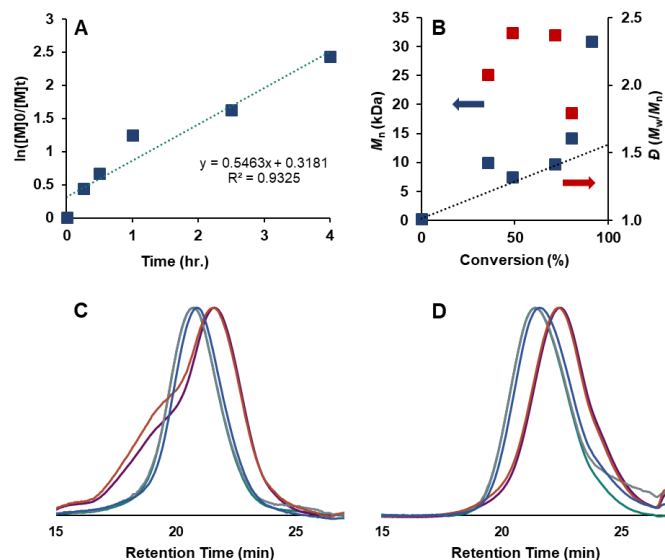 A
3
2.5
2
1.5
1
0.5
0
ln([M]0/[M]t)
y = 0.5463x + 0.3181
R² = 0.9325
0 1 2 3 4
Time (hr.)
B
35
30
25
20
15
10
5
0
Mn (kDa)
2.5
2.0
1.5
1.0
Đ (Mw/Mn)
0 50 100
Conversion (%)
C
15 20 25
Retention Time (min)
D
15 20 25
Retention Time (min)